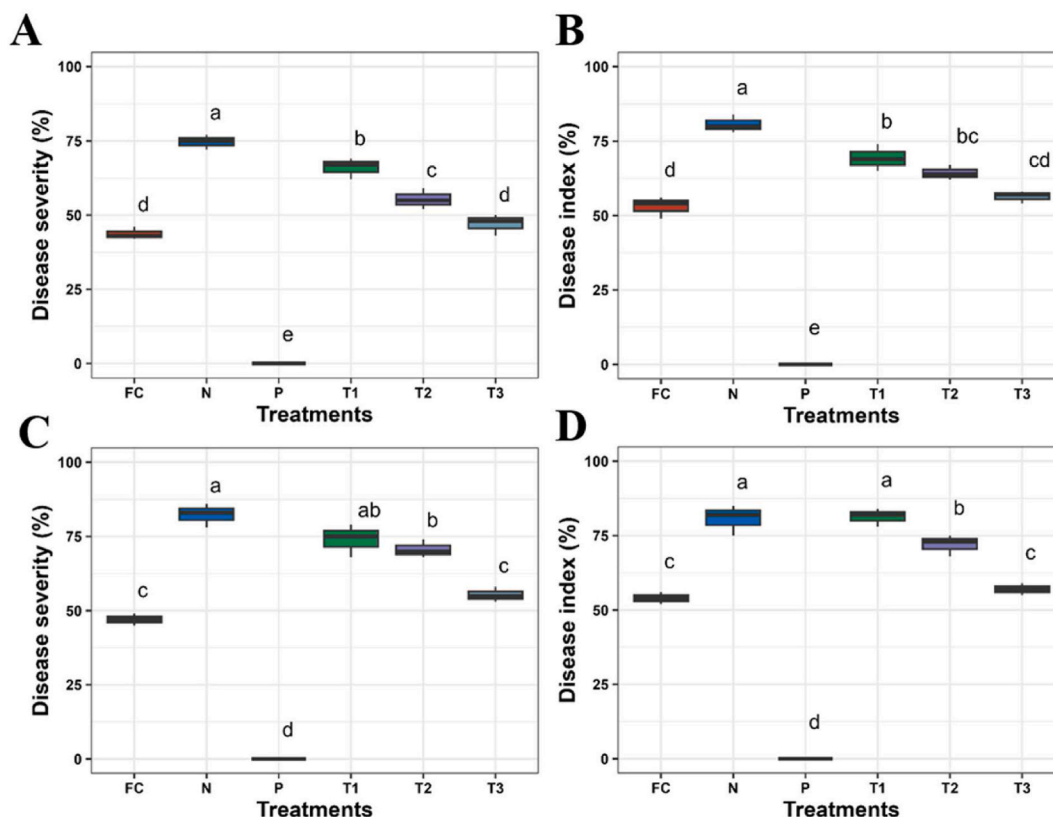 A
Disease severity (%)
100
75
50
25
0
d
a
e
b
c
d
FC N P T1 T2 T3
Treatments
B
Disease index (%)
100
75
50
25
0
d
a
e
b
bc
cd
FC N P T1 T2 T3
Treatments
C
Disease severity (%)
100
75
50
25
0
c
a
d
ab
b
c
FC N P T1 T2 T3
Treatments
D
Disease index (%)
100
75
50
25
0
c
a
d
a
b
c
FC N P T1 T2 T3
Treatments